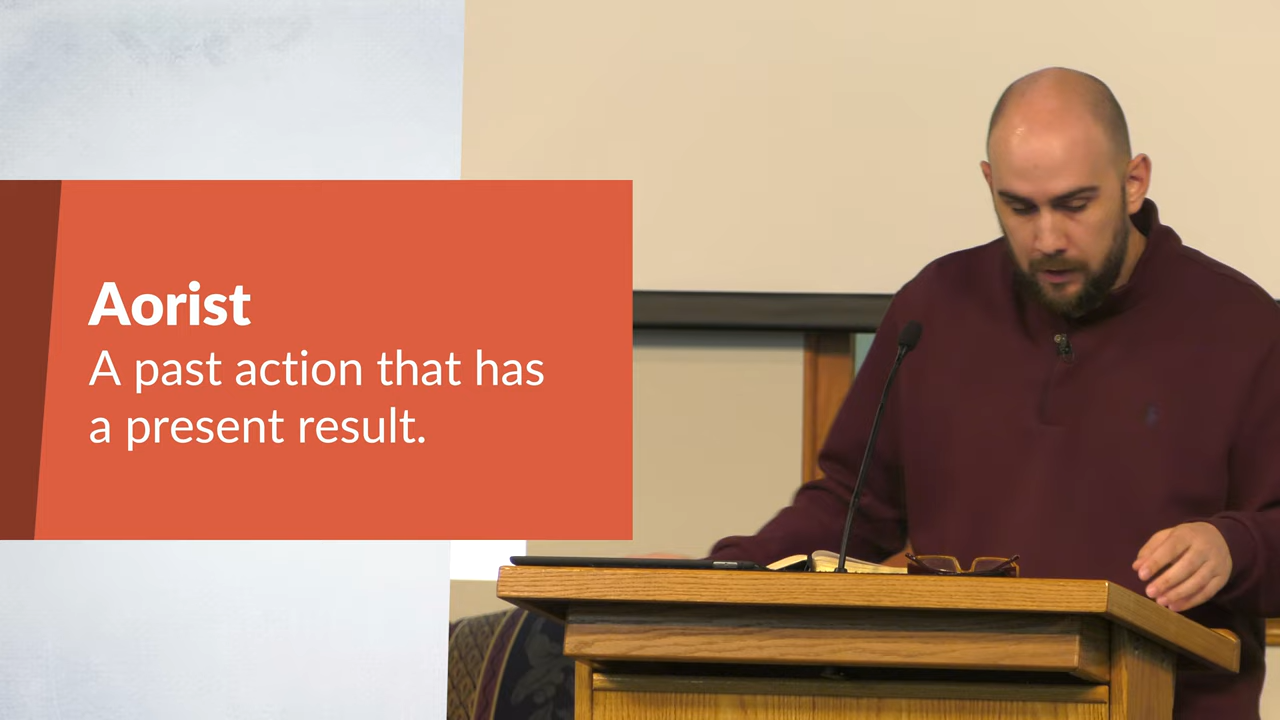 Aorist
A past action that has
a present result.